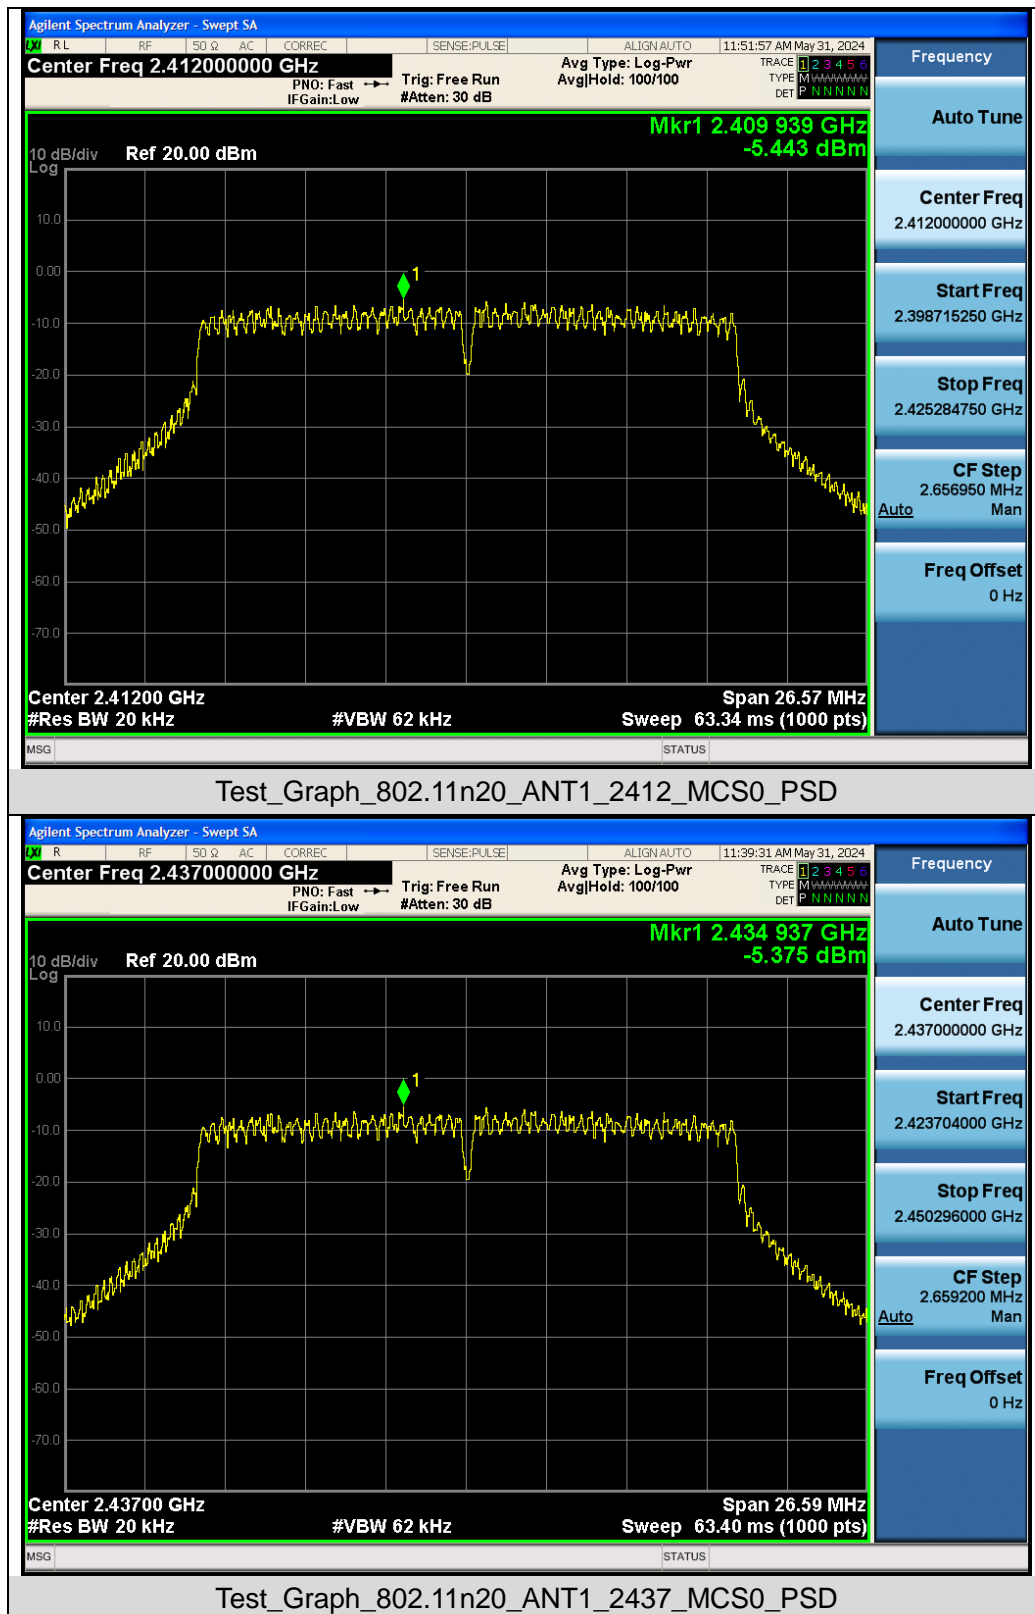 Agilent Spectrum Analyzer - Swept SA
LXI R L RF 50 Ω AC CORREC SENSE:PULSE ALIGN AUTO 11:51:57 AM May 31, 2024
Center Freq 2.412000000 GHz
PNO: Fast
IFGain:Low
Trig: Free Run
#Atten: 30 dB
Avg Type: Log-Pwr
Avg|Hold: 100/100
TRACE 1 2 3 4 5 6
TYPE M
DET P N N N N N
Mkr1 2.409 939 GHz
-5.443 dBm
10 dB/div Ref 20.00 dBm
Log
10.0
0.00
1
-10.0
-20.0
-30.0
-40.0
-50.0
-60.0
-70.0
Center 2.41200 GHz Span 26.57 MHz
#Res BW 20 kHz #VBW 62 kHz Sweep 63.34 ms (1000 pts)
MSG STATUS
Frequency
Auto Tune
Center Freq
2.412000000 GHz
Start Freq
2.398715250 GHz
Stop Freq
2.425284750 GHz
CF Step
2.656950 MHz
Auto Man
Freq Offset
0 Hz
Test_Graph_802.11n20_ANT1_2412_MCS0_PSD
Agilent Spectrum Analyzer - Swept SA
LXI R RF 50 Ω AC CORREC SENSE:PULSE ALIGN AUTO 11:39:31 AM May 31, 2024
Center Freq 2.437000000 GHz
PNO: Fast
IFGain:Low
Trig: Free Run
#Atten: 30 dB
Avg Type: Log-Pwr
Avg|Hold: 100/100
TRACE 1 2 3 4 5 6
TYPE M
DET P N N N N N
Mkr1 2.434 937 GHz
-5.375 dBm
10 dB/div Ref 20.00 dBm
Log
10.0
0.00
1
-10.0
-20.0
-30.0
-40.0
-50.0
-60.0
-70.0
Center 2.43700 GHz Span 26.59 MHz
#Res BW 20 kHz #VBW 62 kHz Sweep 63.40 ms (1000 pts)
MSG STATUS
Frequency
Auto Tune
Center Freq
2.437000000 GHz
Start Freq
2.423704000 GHz
Stop Freq
2.450296000 GHz
CF Step
2.659200 MHz
Auto Man
Freq Offset
0 Hz
Test_Graph_802.11n20_ANT1_2437_MCS0_PSD